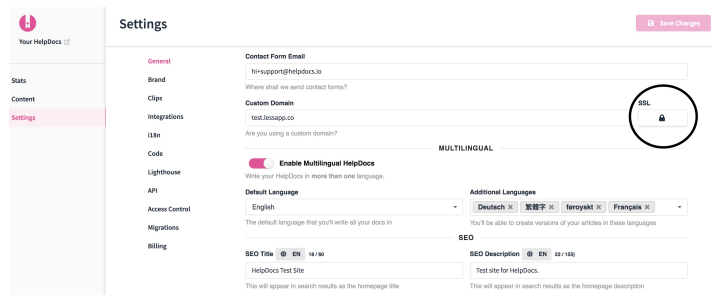 Settings
Save Changes
Your HelpDocs
Stats
Content
Settings
General
Brand
Clips
Integrations
i18n
Code
Lighthouse
API
Access Control
Migrations
Billing
Contact Form Email
hi+support@helpdocs.io
Where shall we send contact forms?
Custom Domain
SSL
test.lessapp.co
Are you using a custom domain?
MULTILINGUAL
Enable Multilingual HelpDocs
Write your HelpDocs in more than one language.
Default Language
Additional Languages
English
Deutsch × 繁體字 × føroyskt × Français ×
The default language that you'll write all your docs in
You'll be able to create versions of your articles in these languages
SEO
SEO Title EN 18 / 60
SEO Description EN 23 / 155)
HelpDocs Test Site
Test site for HelpDocs.
This will appear in search results as the homepage title
This will appear in search results as the homepage description